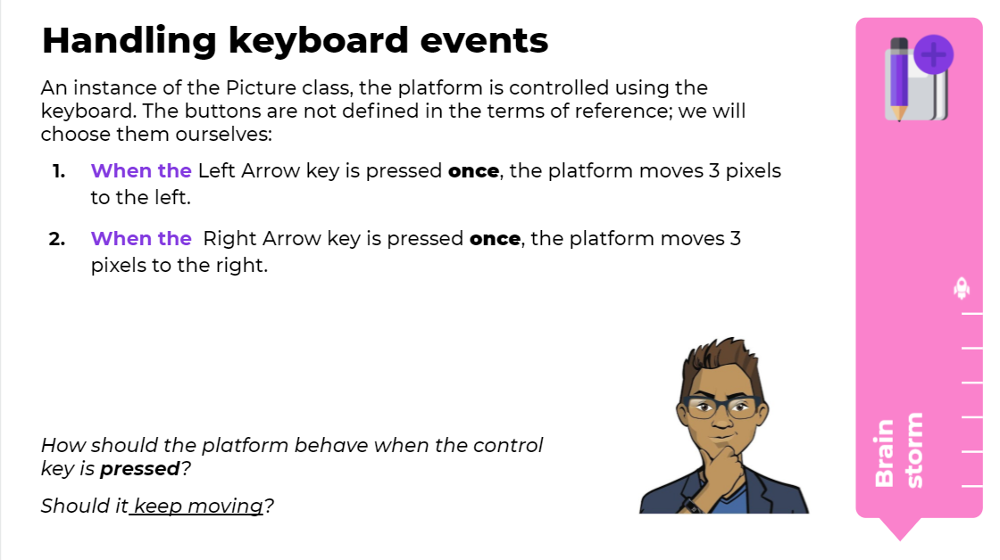 Handling keyboard events
An instance of the Picture class, the platform is controlled using the
keyboard. The buttons are not defined in the terms of reference; we will
choose them ourselves:
1. When the Left Arrow key is pressed once, the platform moves 3 pixels
to the left.
2. When the Right Arrow key is pressed once, the platform moves 3
pixels to the right.
How should the platform behave when the control
key is pressed?
Should it keep moving?
Brain
storm